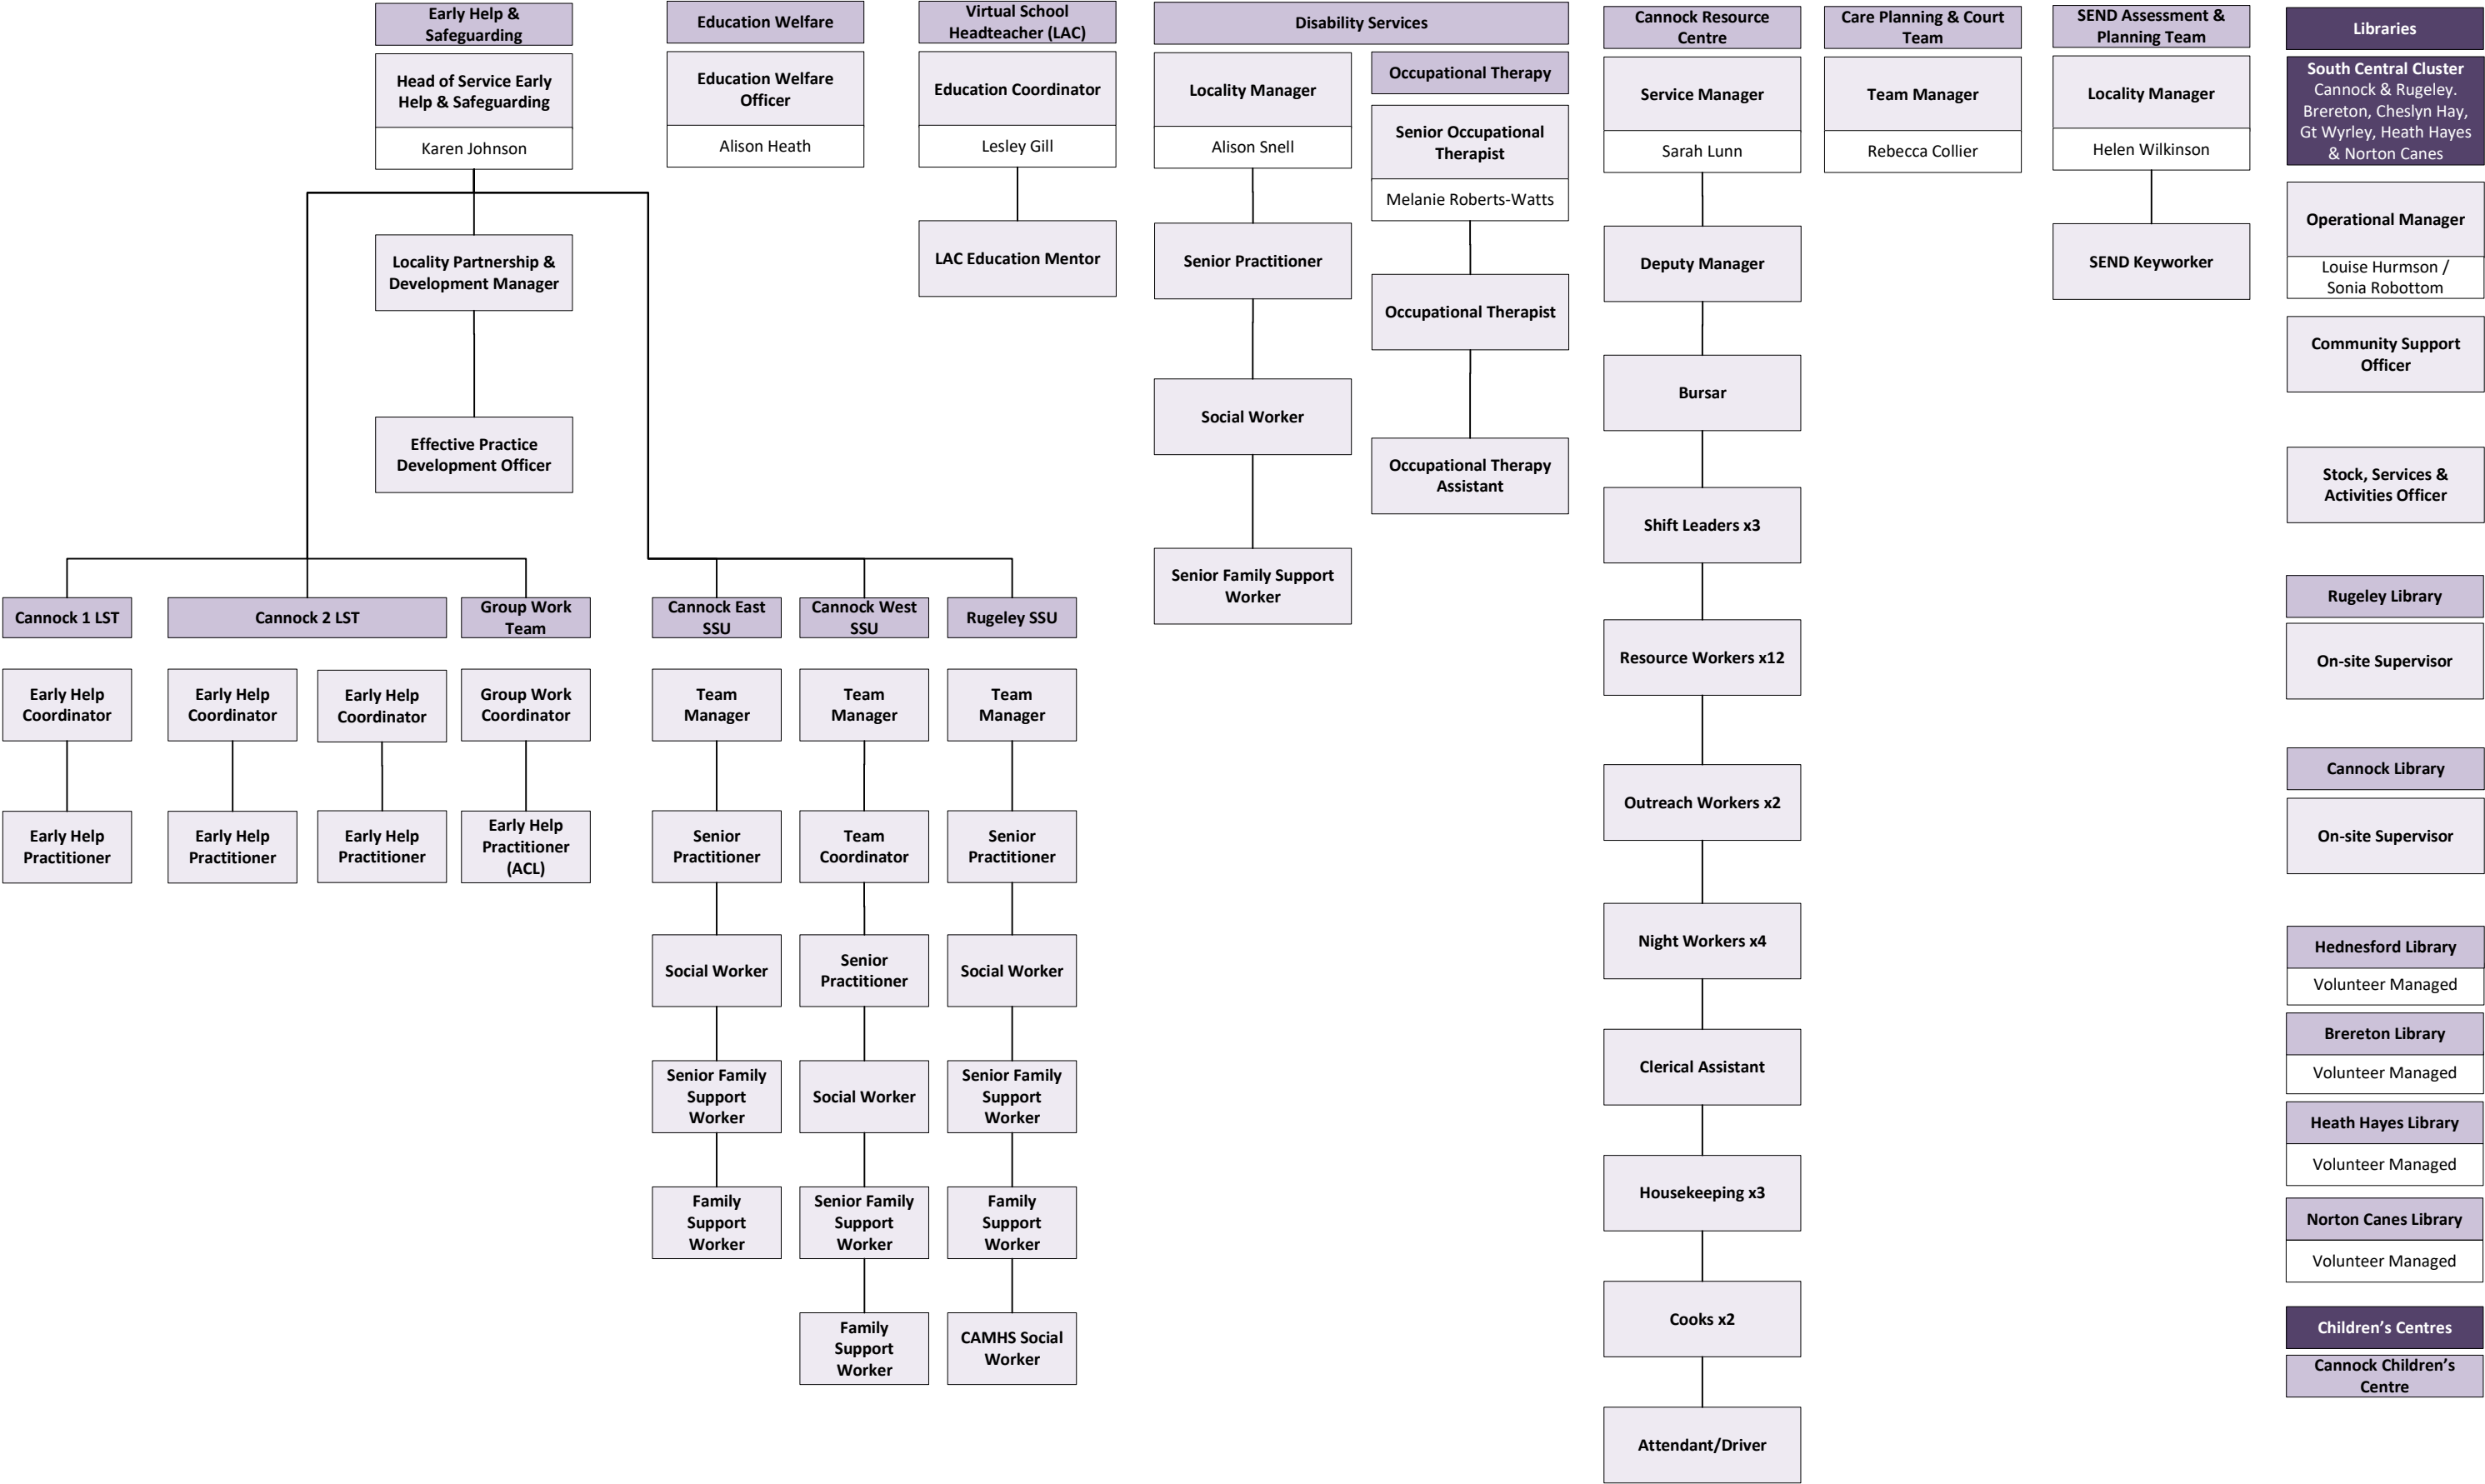 Early Help &
Safeguarding
Head of Service Early
Help & Safeguarding
Karen Johnson
Locality Partnership &
Development Manager
Effective Practice
Development Officer
Cannock 1 LST
Early Help
Coordinator
Early Help
Practitioner
Cannock 2 LST
Early Help
Coordinator
Early Help
Practitioner
Early Help
Coordinator
Early Help
Practitioner
Group Work
Team
Group Work
Coordinator
Early Help
Practitioner
(ACL)
Cannock East
SSU
Team
Manager
Senior
Practitioner
Social Worker
Senior Family
Support
Worker
Family
Support
Worker
Cannock West
SSU
Team
Manager
Team
Coordinator
Senior
Practitioner
Social Worker
Senior Family
Support
Worker
Family
Support
Worker
Rugeley SSU
Team
Manager
Senior
Practitioner
Social Worker
Senior Family
Support
Worker
Family
Support
Worker
CAMHS Social
Worker
Education Welfare
Education Welfare
Officer
Alison Heath
Virtual School
Headteacher (LAC)
Education Coordinator
Lesley Gill
LAC Education Mentor
Disability Services
Locality Manager
Alison Snell
Senior Practitioner
Social Worker
Senior Family Support
Worker
Occupational Therapy
Senior Occupational
Therapist
Melanie Roberts-Watts
Occupational Therapist
Occupational Therapy
Assistant
Cannock Resource
Centre
Service Manager
Sarah Lunn
Deputy Manager
Bursar
Shift Leaders x3
Resource Workers x12
Outreach Workers x2
Night Workers x4
Clerical Assistant
Housekeeping x3
Cooks x2
Attendant/Driver
Care Planning & Court
Team
Team Manager
Rebecca Collier
SEND Assessment &
Planning Team
Locality Manager
Helen Wilkinson
SEND Keyworker
Libraries
South Central Cluster
Cannock & Rugeley.
Brereton, Cheslyn Hay,
Gt Wyrley, Heath Hayes
& Norton Canes
Operational Manager
Louise Hurmson /
Sonia Robottom
Community Support
Officer
Stock, Services &
Activities Officer
Rugeley Library
On-site Supervisor
Cannock Library
On-site Supervisor
Hednesford Library
Volunteer Managed
Brereton Library
Volunteer Managed
Heath Hayes Library
Volunteer Managed
Norton Canes Library
Volunteer Managed
Children’s Centres
Cannock Children’s
Centre